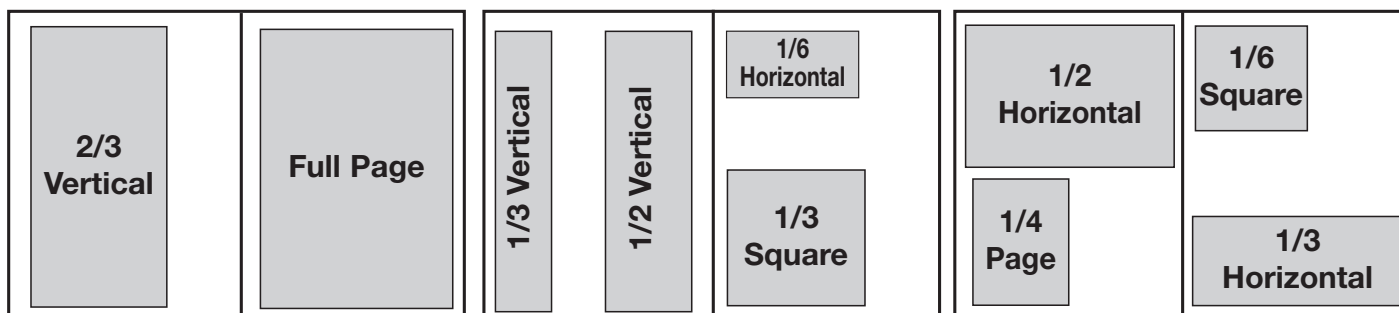 2/3
Vertical
Full Page
1/3 Vertical
1/2 Vertical
1/6
Horizontal
1/3
Square
1/2
Horizontal
1/4
Page
1/6
Square
1/3
Horizontal